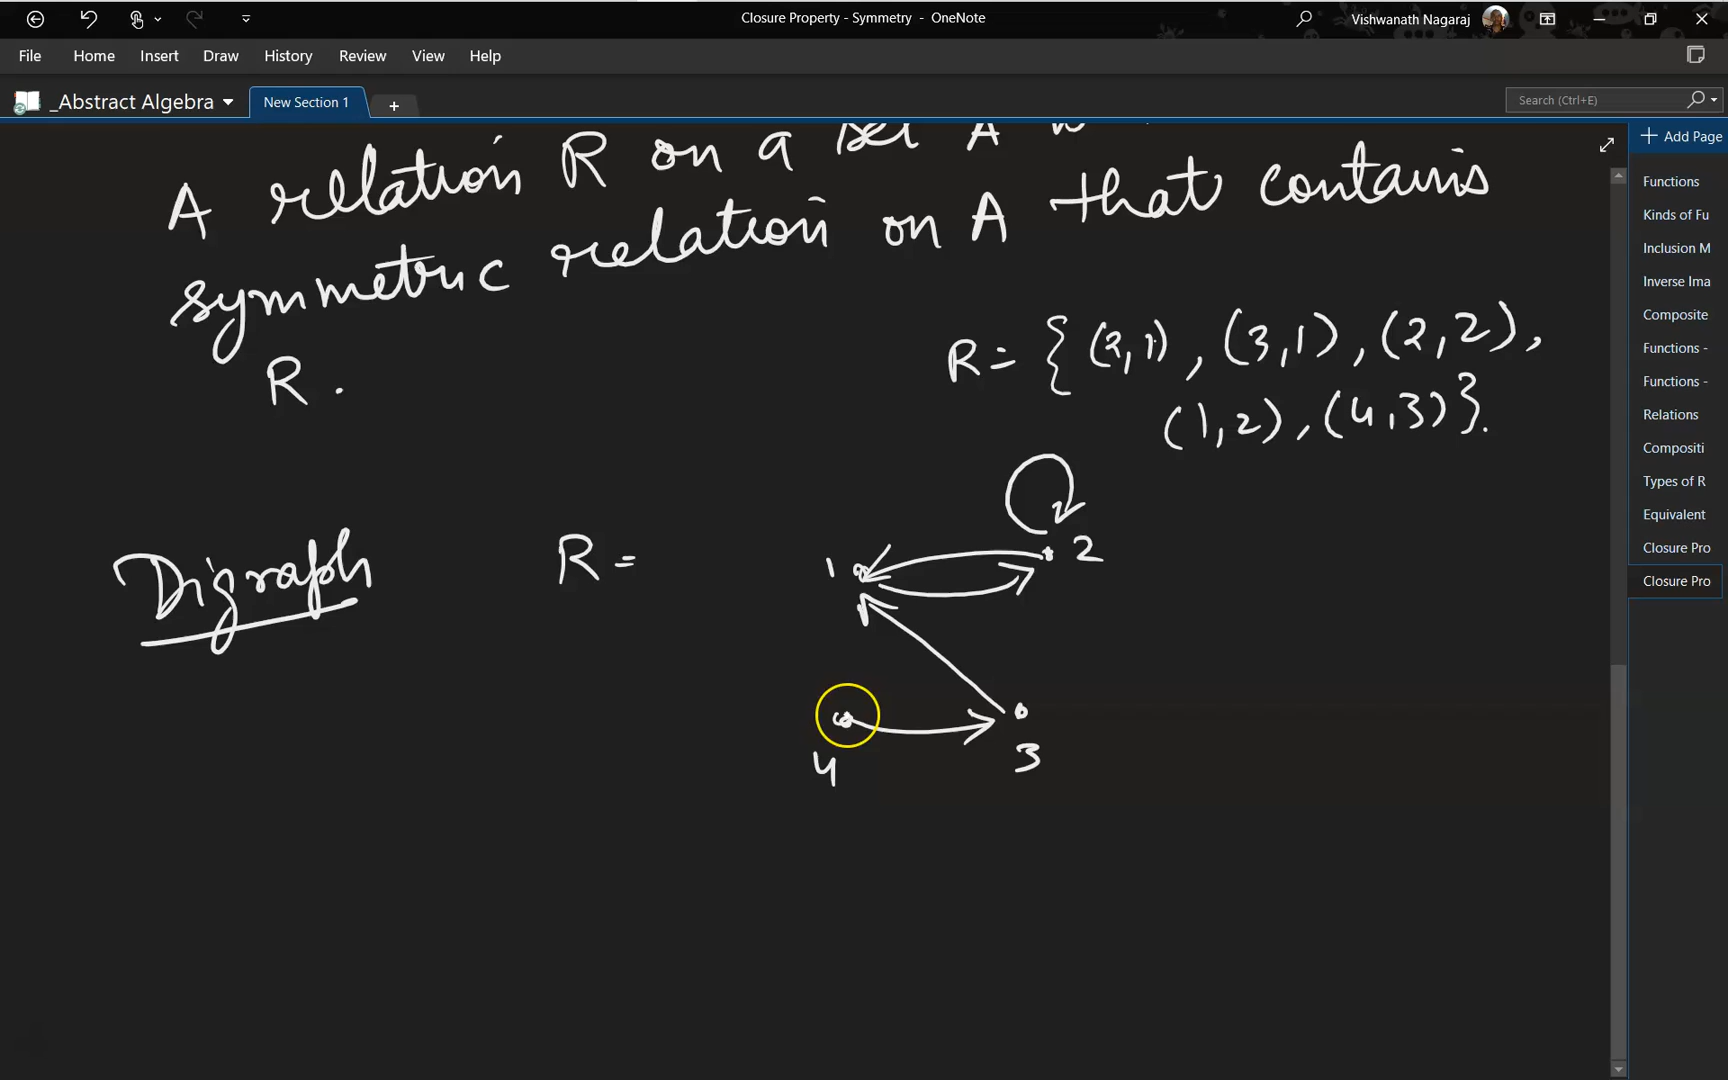 Closure Property - Symmetry - OneNote
Vishwanath Nagaraj
File Home Insert Draw History Review View Help
_Abstract Algebra
New Section 1
+
Search (Ctrl+E)
+ Add Page
Functions
Kinds of Fu
Inclusion M
Inverse Ima
Composite
Functions -
Functions -
Relations
Compositi
Types of R
Equivalent
Closure Pro
Closure Pro
A relation R on a set A
symmetric relation on A that contains
R.
R = { (2,1), (3,1), (2,2),
(1,2), (4,3)}.
Digraph
R =
1
2
4
3